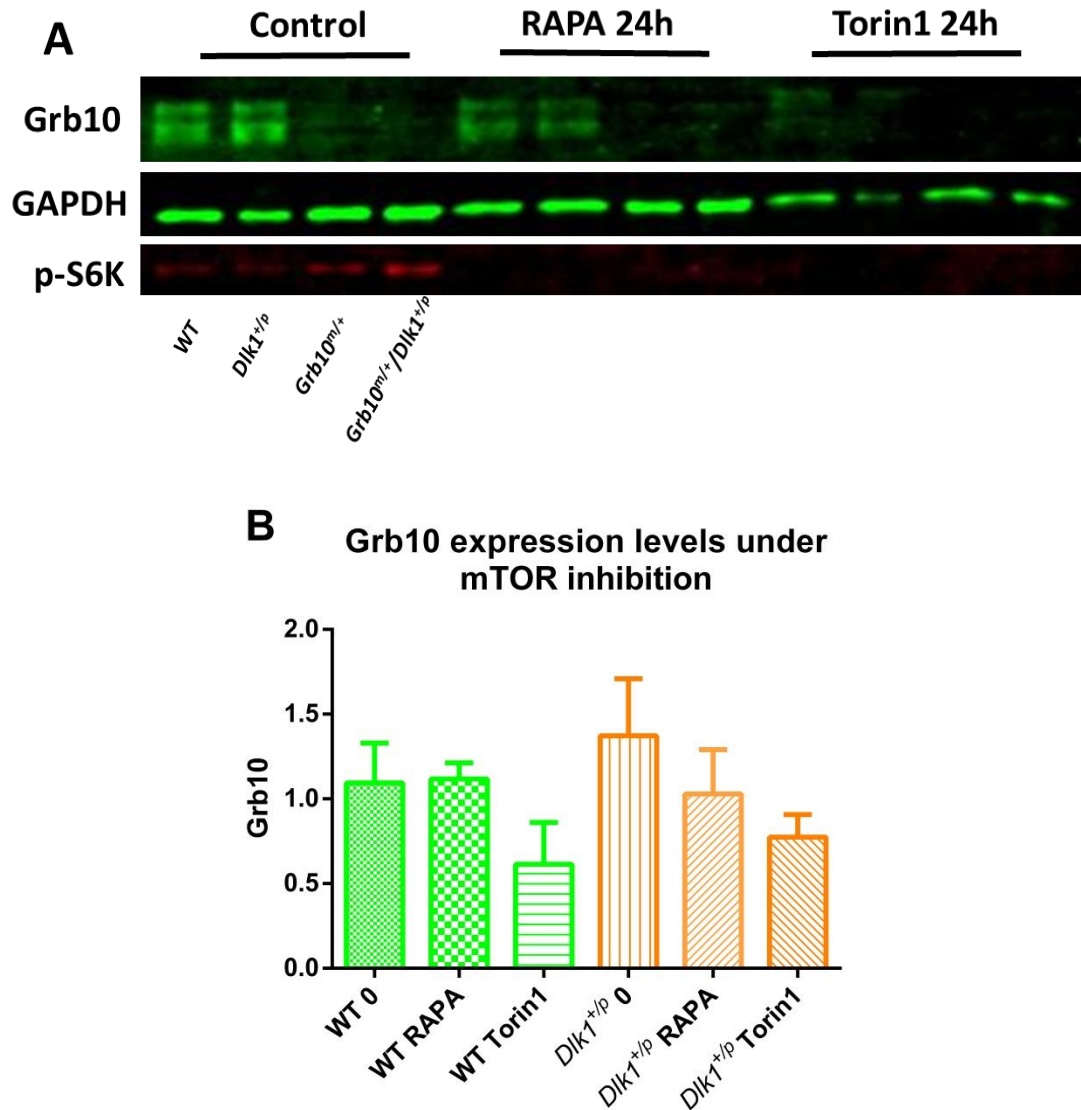 A
Control
RAPA 24h
Torin1 24h
Grb10
GAPDH
p-S6K
WT
Dlk1+/p
Grb10m/+
Grb10m/+/Dlk1+/p
B
Grb10 expression levels under
mTOR inhibition
Grb10
2.0
1.5
1.0
0.5
0.0
WT 0
WT RAPA
WT Torin1
Dlk1+/p 0
Dlk1+/p RAPA
Dlk1+/p Torin1